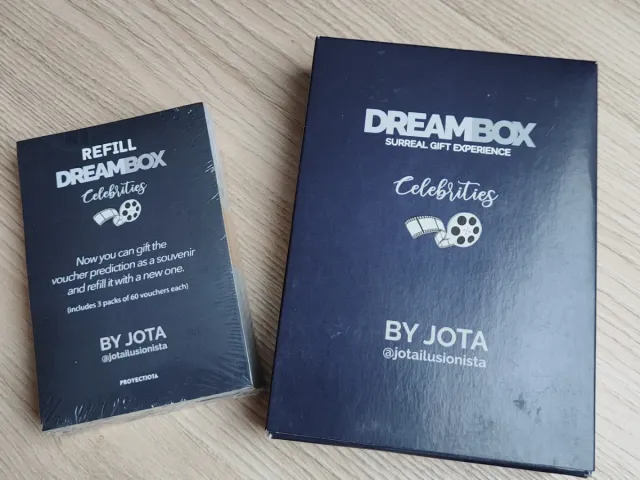 REFILL
DREAMBOX
Celebrities
Now you can gift the
voucher prediction as a souvenir
and refill it with a new one.
(includes 3 packs of 60 vouchers each)
BY JOTA
@jotailusionista
PROYECTJOTA
DREAMBOX
SURREAL GIFT EXPERIENCE
Celebrities
BY JOTA
@jotailusionista